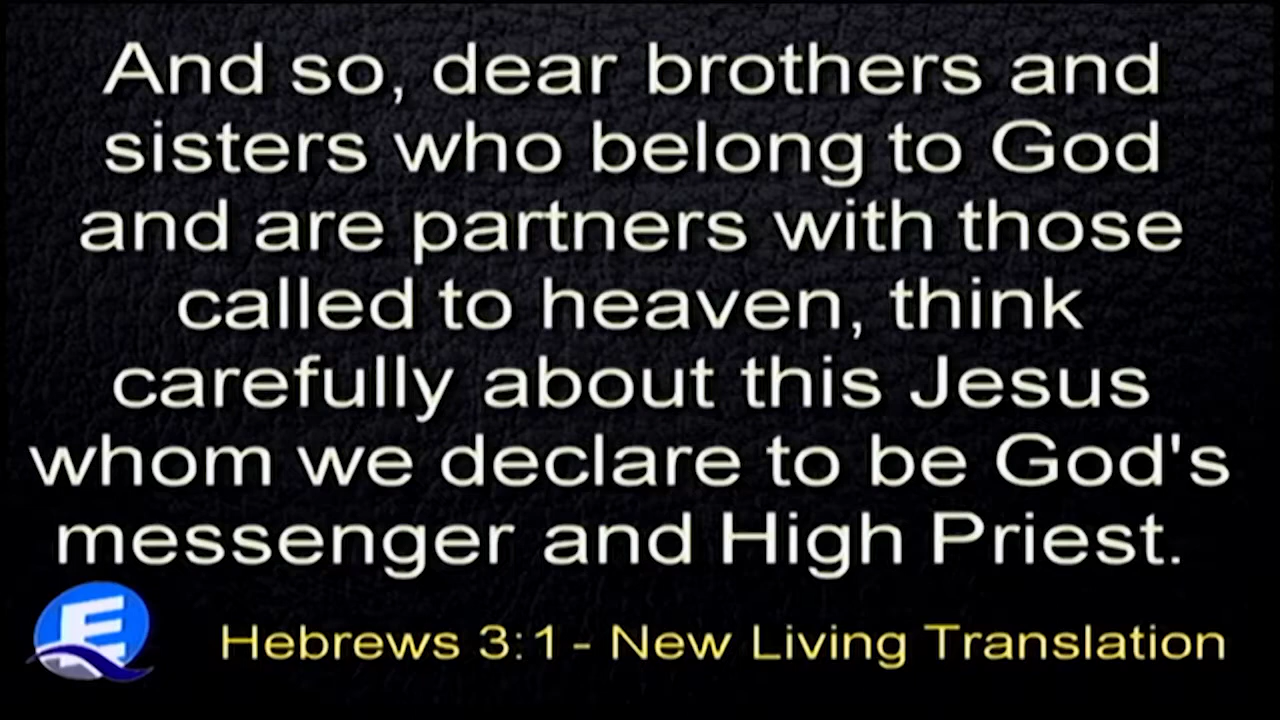 And so, dear brothers and
sisters who belong to God
and are partners with those
called to heaven, think
carefully about this Jesus
whom we declare to be God's
messenger and High Priest.
E
Hebrews 3:1 - New Living Translation